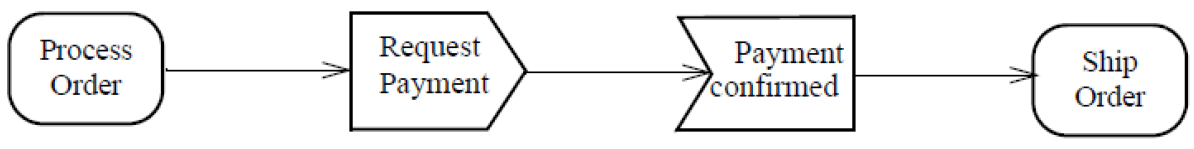 Process
Order
Request
Payment
Payment
confirmed
Ship
Order